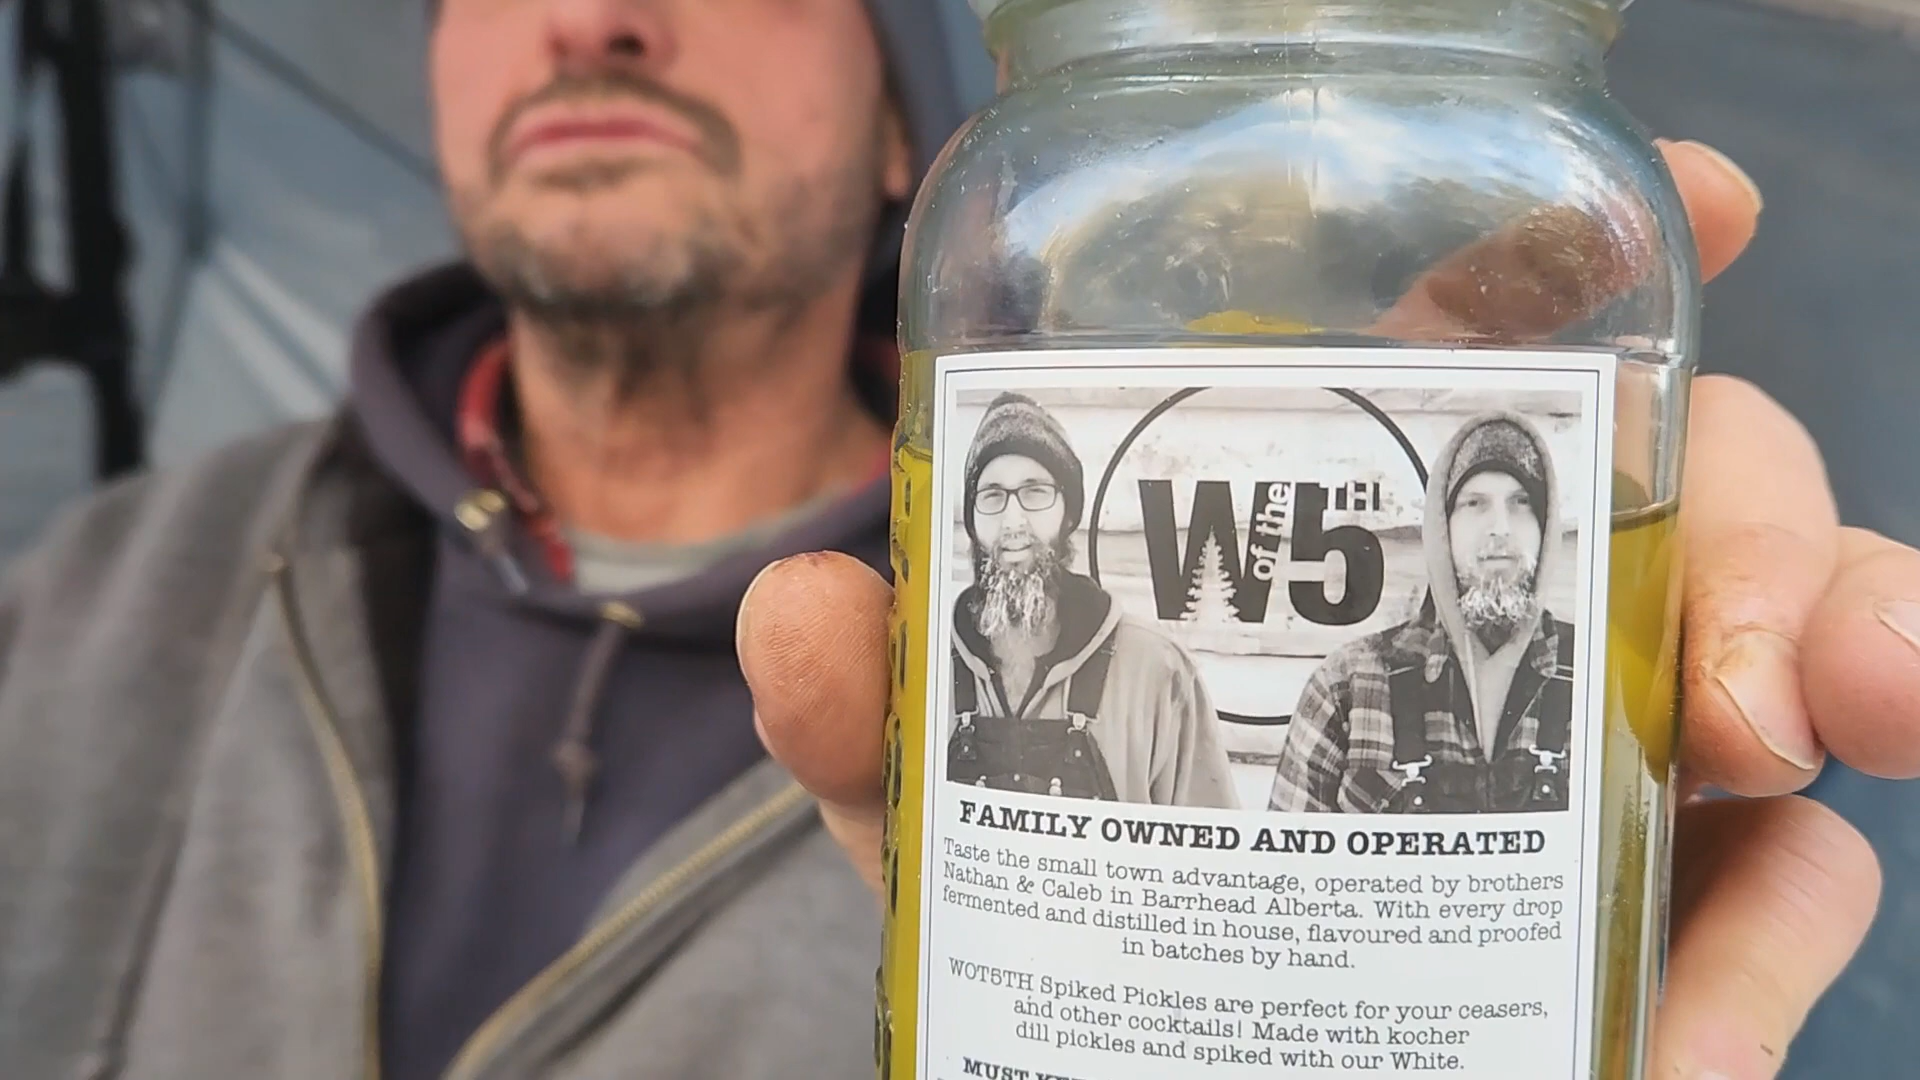 W of the 5TH
FAMILY OWNED AND OPERATED
Taste the small town advantage, operated by brothers
Nathan & Caleb in Barrhead Alberta. With every drop
fermented and distilled in house, flavoured and proofed
in batches by hand.
WOT5TH Spiked Pickles are perfect for your ceasers,
and other cocktails! Made with kocher
dill pickles and spiked with our White.
MUST